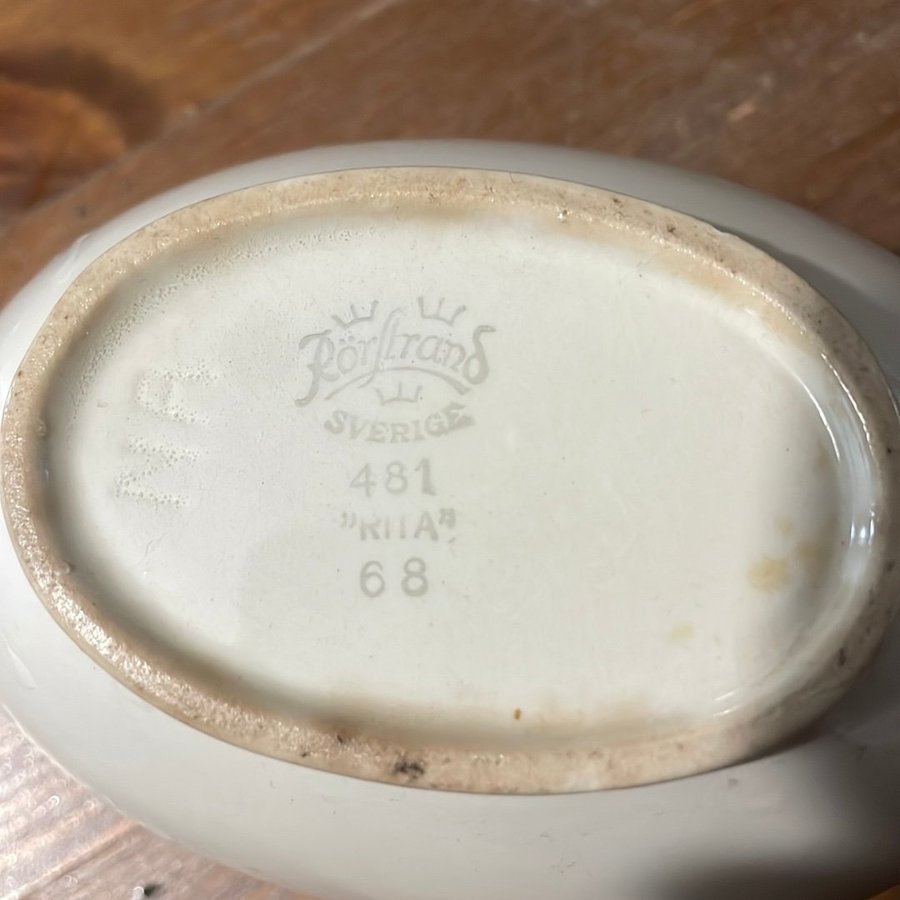 Rörstrand
SVERIGE
481
"RITA"
68